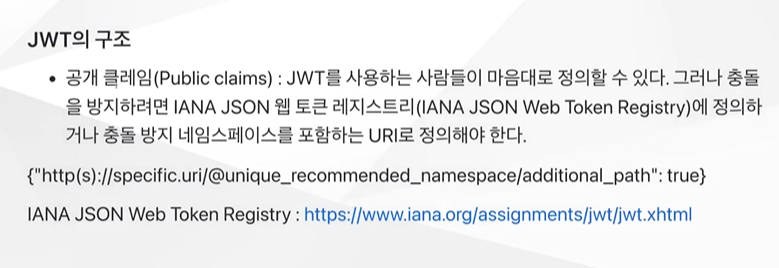 JWT의 구조
• 공개 클레임(Public claims) : JWT를 사용하는 사람들이 마음대로 정의할 수 있다. 그러나 충돌
을 방지하려면 IANA JSON 웹 토큰 레지스트리(IANA JSON Web Token Registry)에 정의하
거나 충돌 방지 네임스페이스를 포함하는 URI로 정의해야 한다.
{"http(s)://specific.uri/@unique_recommended_namespace/additional_path": true}
IANA JSON Web Token Registry : https://www.iana.org/assignments/jwt/jwt.xhtml